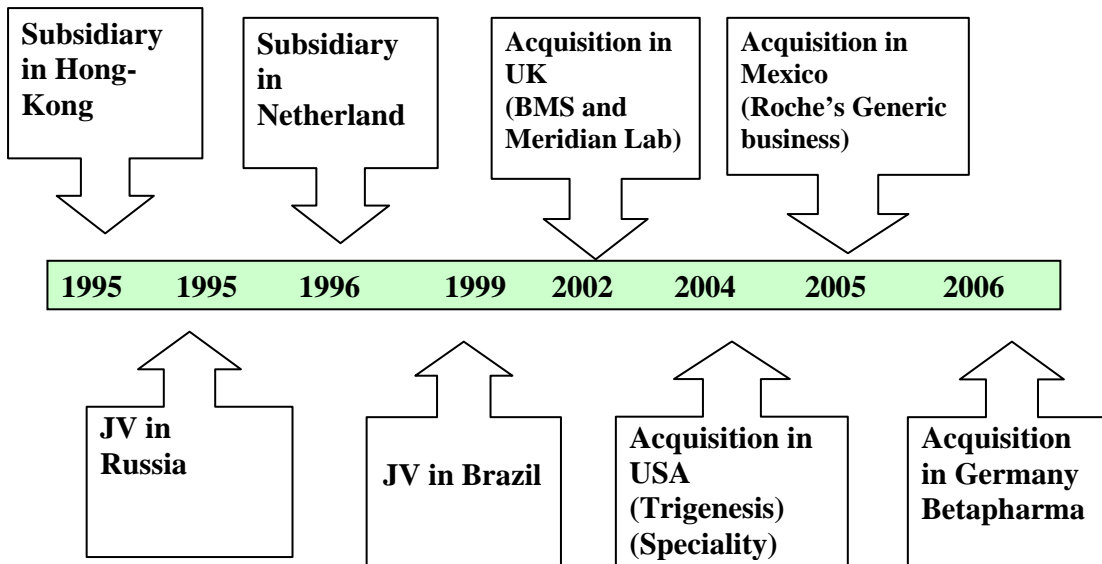 Subsidiary
in Hong-
Kong
Subsidiary
in
Netherland
Acquisition in
UK
(BMS and
Meridian Lab)
Acquisition in
Mexico
(Roche’s Generic
business)
1995 1995 1996 1999 2002 2004 2005 2006
JV in
Russia
JV in Brazil
Acquisition in
USA
(Trigenesis)
(Speciality)
Acquisition
in Germany
Betapharma